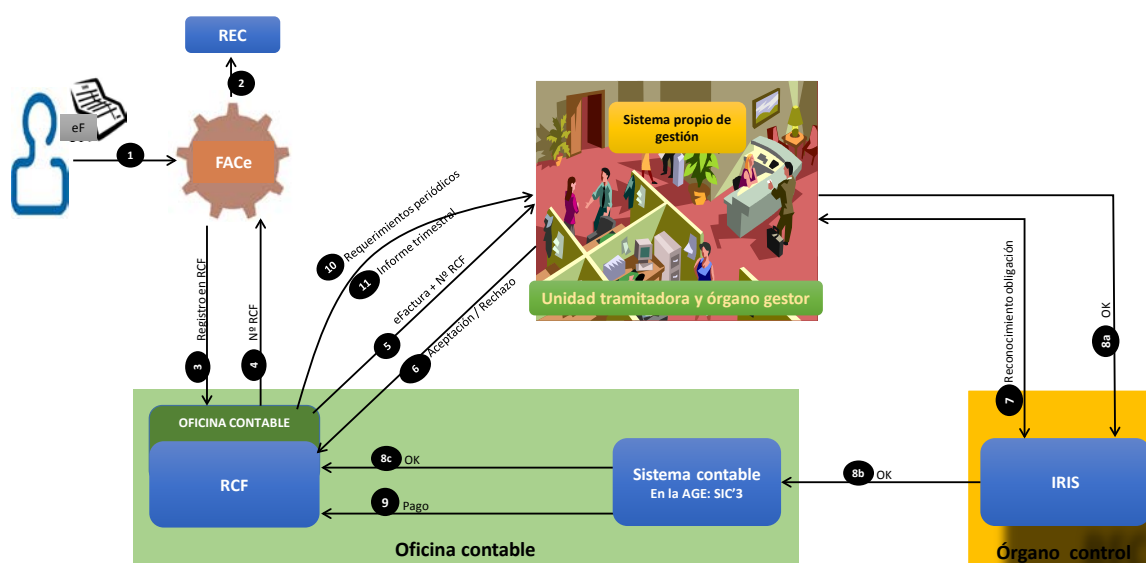 REC
2
eF
1
FACe
Sistema propio de
gestión
Unidad tramitadora y órgano gestor
10 Requerimientos periódicos
11 Informe trimestral
3 Registro en RCF
4 Nº RCF
5 eFactura + Nº RCF
6 Aceptación / Rechazo
7 Reconocimiento obligación
8a OK
OFICINA CONTABLE
RCF
8c OK
9 Pago
Sistema contable
En la AGE: SIC’3
8b OK
IRIS
Oficina contable
Órgano control